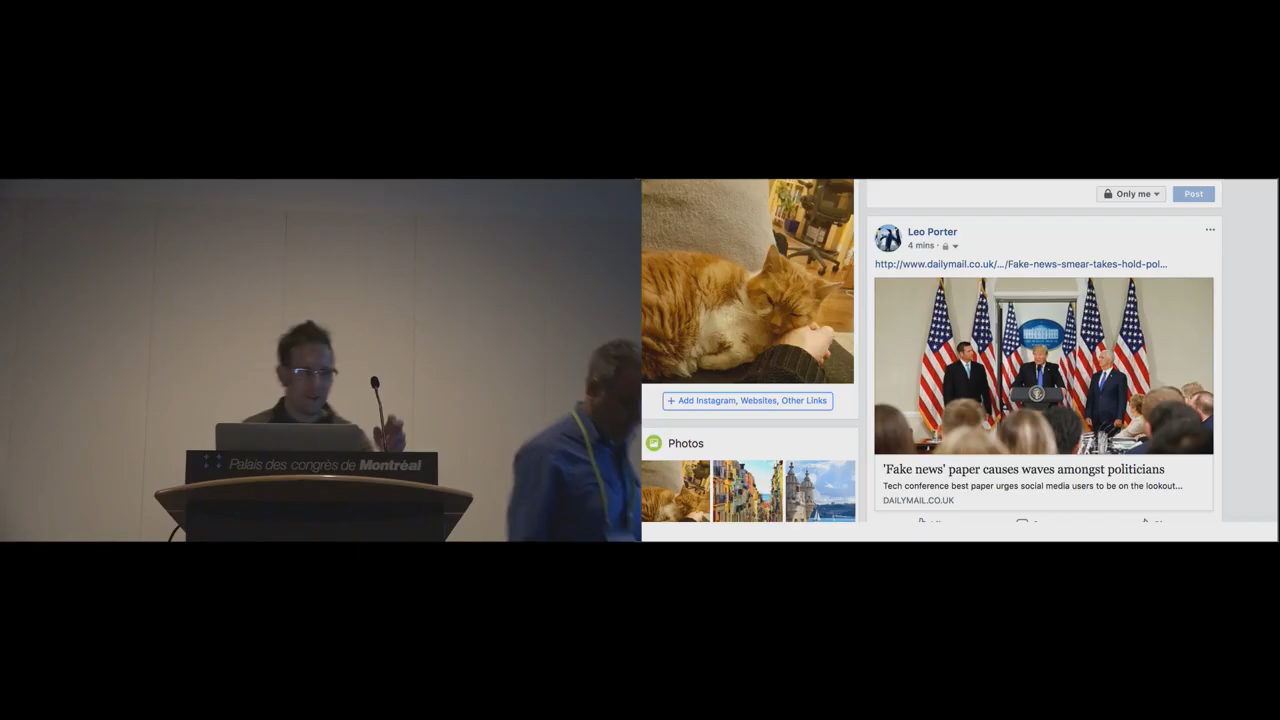 Palais des congrès de Montréal
+ Add Instagram, Websites, Other Links
Photos
Only me
Post
Leo Porter
4 mins ·
http://www.dailymail.co.uk/.../Fake-news-smear-takes-hold-pol...
'Fake news' paper causes waves amongst politicians
Tech conference best paper urges social media users to be on the lookout...
DAILYMAIL.CO.UK